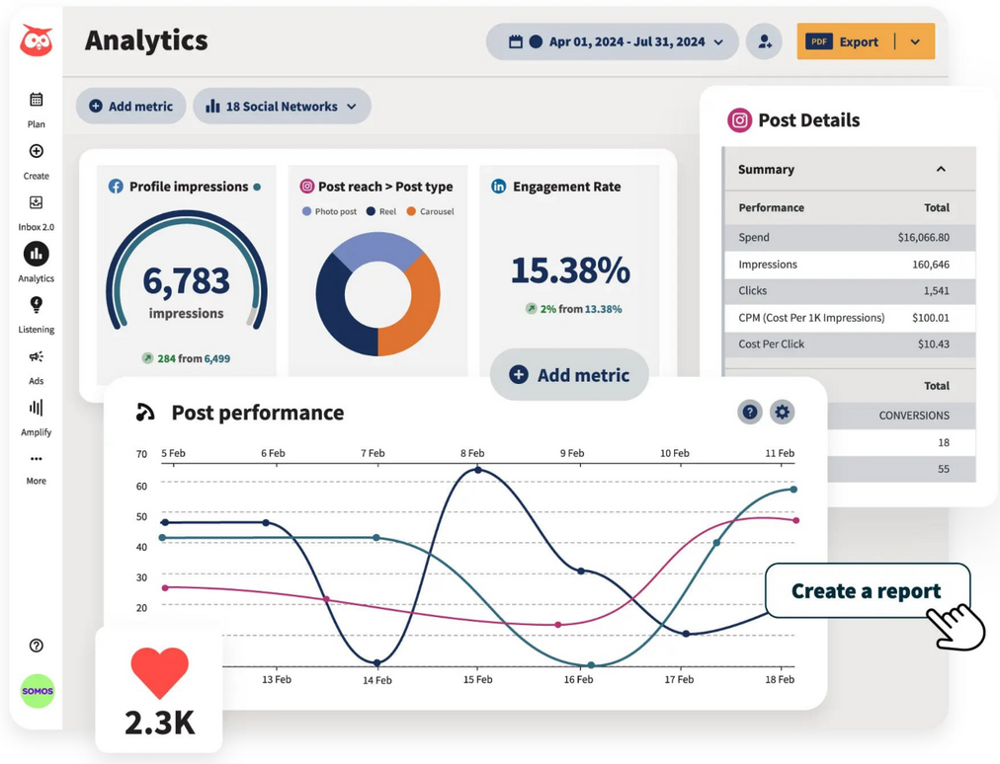 Analytics
Apr 01, 2024 - Jul 31, 2024
PDF Export
Plan
Create
Inbox 2.0
Analytics
Listening
Ads
Amplify
More
SOMOS
Add metric
18 Social Networks
Profile impressions
6,783
impressions
284 from 6,499
Post reach > Post type
Photo post Reel Carousel
Engagement Rate
15.38%
2% from 13.38%
Add metric
Post Details
Summary
Performance Total
Spend $16,066.80
Impressions 160,646
Clicks 1,541
CPM (Cost Per 1K Impressions) $100.01
Cost Per Click $10.43
Total
CONVERSIONS
18
55
Post performance
?
70 5 Feb 6 Feb 7 Feb 8 Feb 9 Feb 10 Feb 11 Feb
60
50
40
30
20
13 Feb 14 Feb 15 Feb 16 Feb 17 Feb 18 Feb
Create a report
2.3K